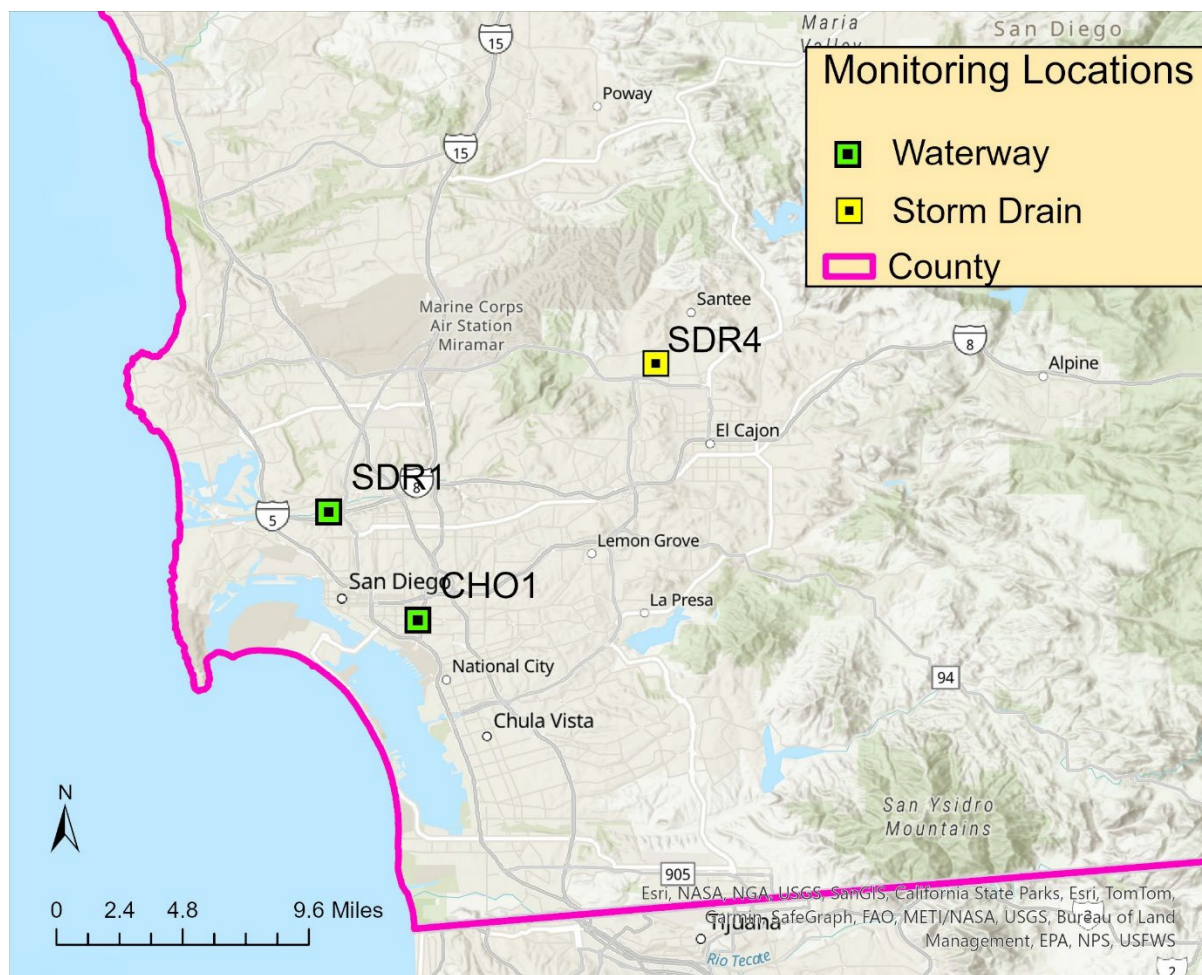 Maria
Valley
San Diego
15
Poway
15
Monitoring Locations
Waterway
Storm Drain
County
Santee
Marine Corps
Air Station
Miramar
SDR4
8
Alpine
El Cajon
SDR1
8
5
Lemon Grove
San Diego
CHO1
La Presa
National City
94
Chula Vista
N
San Ysidro
Mountains
905
0 2.4 4.8 9.6 Miles
Esri, NASA, NGA, USGS, SanGIS, California State Parks, Esri, TomTom,
Garmin, SafeGraph, FAO, METI/NASA, USGS, Bureau of Land
Management, EPA, NPS, USFWS
Tijuana
2
Río Tecate
2